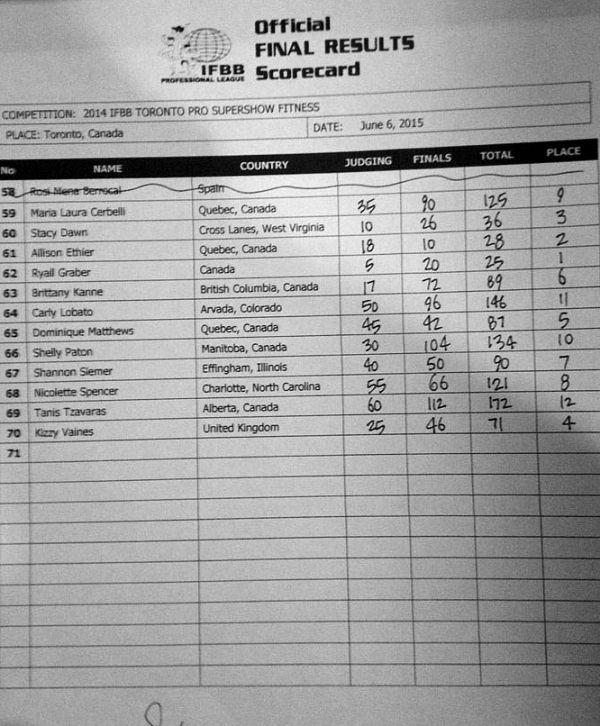 Official
FINAL RESULTS
Scorecard
IFBB
PROFESSIONAL LEAGUE
COMPETITION: 2014 IFBB TORONTO PRO SUPERSHOW FITNESS
PLACE: Toronto, Canada DATE: June 6, 2015
No NAME COUNTRY JUDGING FINALS TOTAL PLACE
58 Rosi Mena Berrocal Spain
59 Maria Laura Cerbelli Quebec, Canada 35 90 125 9
60 Stacy Dawn Cross Lanes, West Virginia 10 26 36 3
61 Allison Ethier Quebec, Canada 18 10 28 2
62 Ryall Graber Canada 5 20 25 1
63 Brittany Kanne British Columbia, Canada 17 72 89 6
64 Carly Lobato Arvada, Colorado 50 96 146 11
65 Dominique Matthews Quebec, Canada 45 42 87 5
66 Shelly Paton Manitoba, Canada 30 104 134 10
67 Shannon Siemer Effingham, Illinois 40 50 90 7
68 Nicolette Spencer Charlotte, North Carolina 55 66 121 8
69 Tanis Tzavaras Alberta, Canada 60 112 172 12
70 Kizzy Vaines United Kingdom 25 46 71 4
71